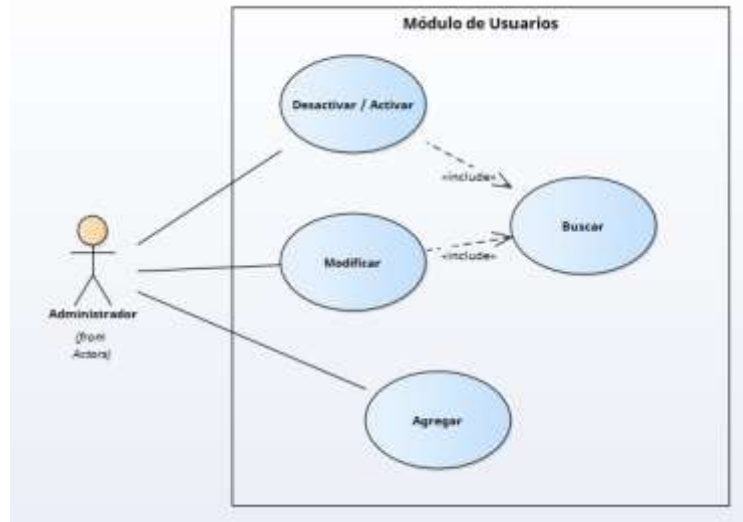 Módulo de Usuarios
Desactivar / Activar
«include»
Buscar
Modificar
«include»
Administrador
(from
Actors)
Agregar